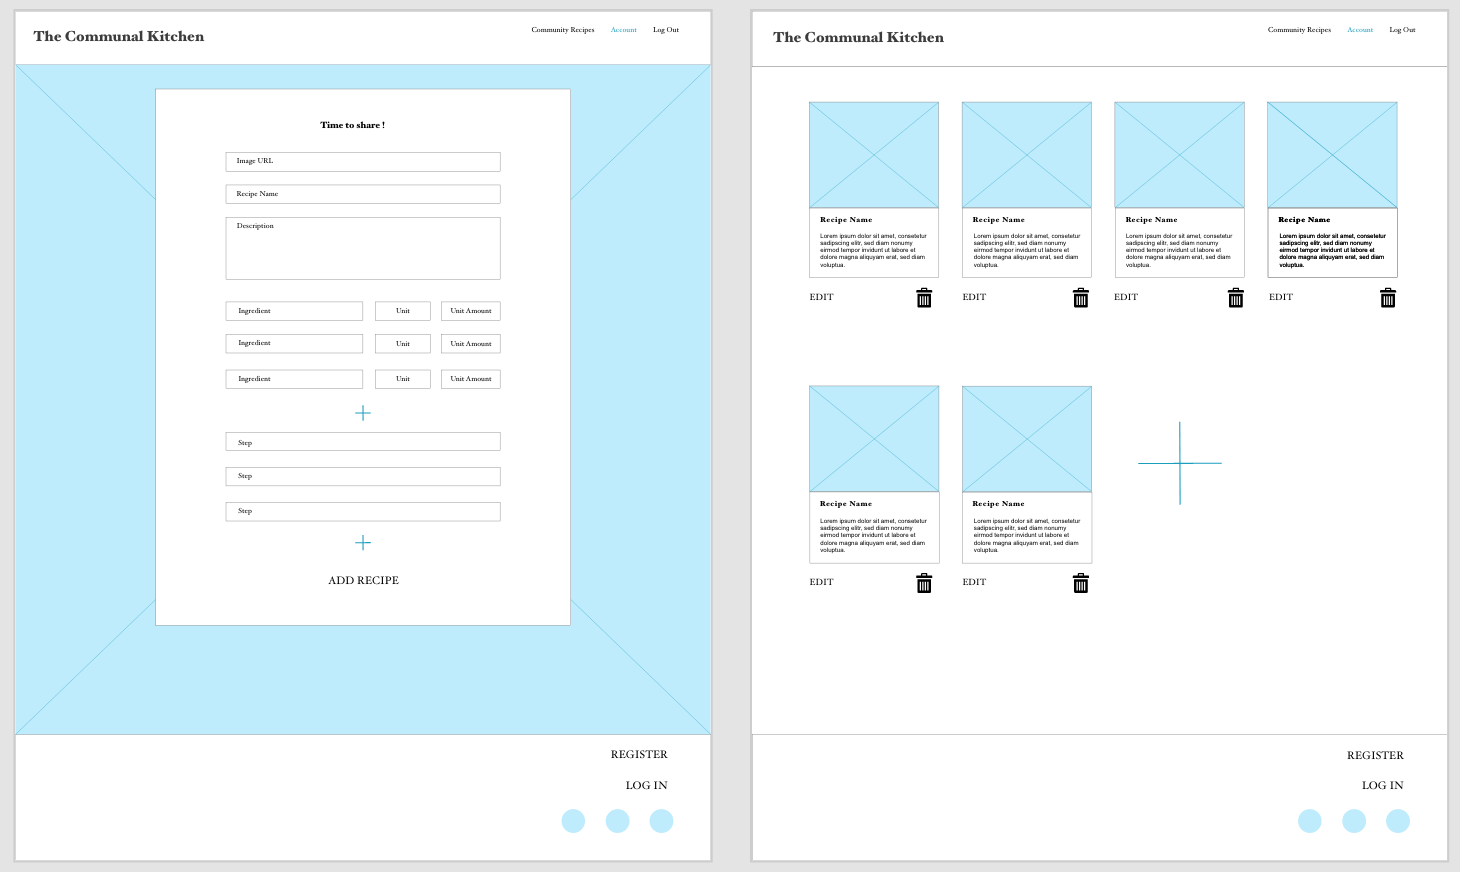 The Communal Kitchen
Community Recipes Account Log Out
Time to share !
Image URL
Recipe Name
Description
Ingredient Unit Unit Amount
Ingredient Unit Unit Amount
Ingredient Unit Unit Amount
Step
Step
Step
ADD RECIPE
REGISTER
LOG IN
The Communal Kitchen
Community Recipes Account Log Out
Recipe Name
Lorem ipsum dolor sit amet, consetetur
sadipscing elitr, sed diam nonumy
eirmod tempor invidunt ut labore et
dolore magna aliquyam erat, sed diam
voluptua.
EDIT
Recipe Name
Lorem ipsum dolor sit amet, consetetur
sadipscing elitr, sed diam nonumy
eirmod tempor invidunt ut labore et
dolore magna aliquyam erat, sed diam
voluptua.
EDIT
Recipe Name
Lorem ipsum dolor sit amet, consetetur
sadipscing elitr, sed diam nonumy
eirmod tempor invidunt ut labore et
dolore magna aliquyam erat, sed diam
voluptua.
EDIT
Recipe Name
Lorem ipsum dolor sit amet, consetetur
sadipscing elitr, sed diam nonumy
eirmod tempor invidunt ut labore et
dolore magna aliquyam erat, sed diam
voluptua.
EDIT
Recipe Name
Lorem ipsum dolor sit amet, consetetur
sadipscing elitr, sed diam nonumy
eirmod tempor invidunt ut labore et
dolore magna aliquyam erat, sed diam
voluptua.
EDIT
Recipe Name
Lorem ipsum dolor sit amet, consetetur
sadipscing elitr, sed diam nonumy
eirmod tempor invidunt ut labore et
dolore magna aliquyam erat, sed diam
voluptua.
EDIT
REGISTER
LOG IN